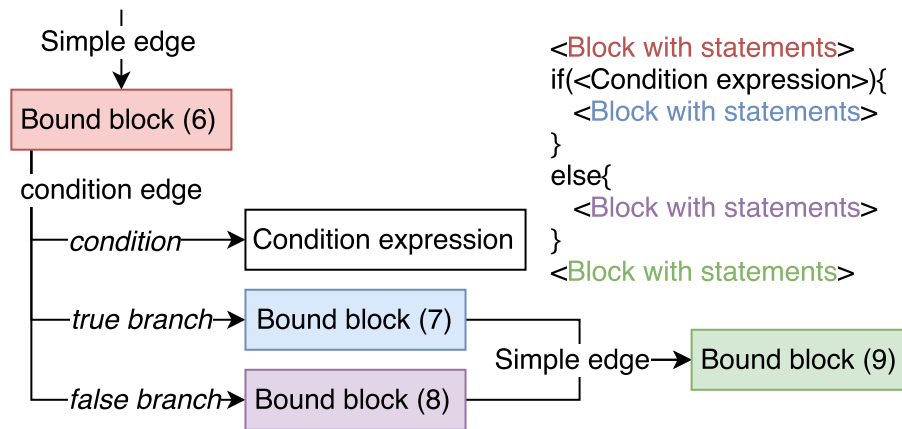 Simple edge
Bound block (6)
condition edge
condition
Condition expression
true branch
Bound block (7)
false branch
Bound block (8)
Simple edge
Bound block (9)
<Block with statements>
if(<Condition expression>){
<Block with statements>
}
else{
<Block with statements>
}
<Block with statements>